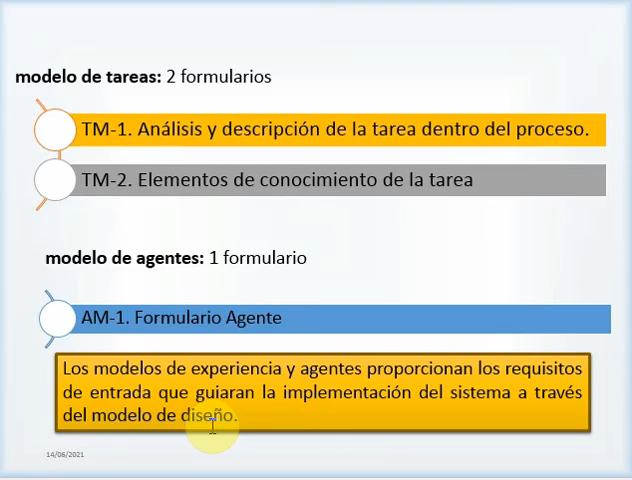 modelo de tareas: 2 formularios
TM-1. Análisis y descripción de la tarea dentro del proceso.
TM-2. Elementos de conocimiento de la tarea
modelo de agentes: 1 formulario
AM-1. Formulario Agente
Los modelos de experiencia y agentes proporcionan los requisitos
de entrada que guiaran la implementación del sistema a través
del modelo de diseño.
14/06/2021